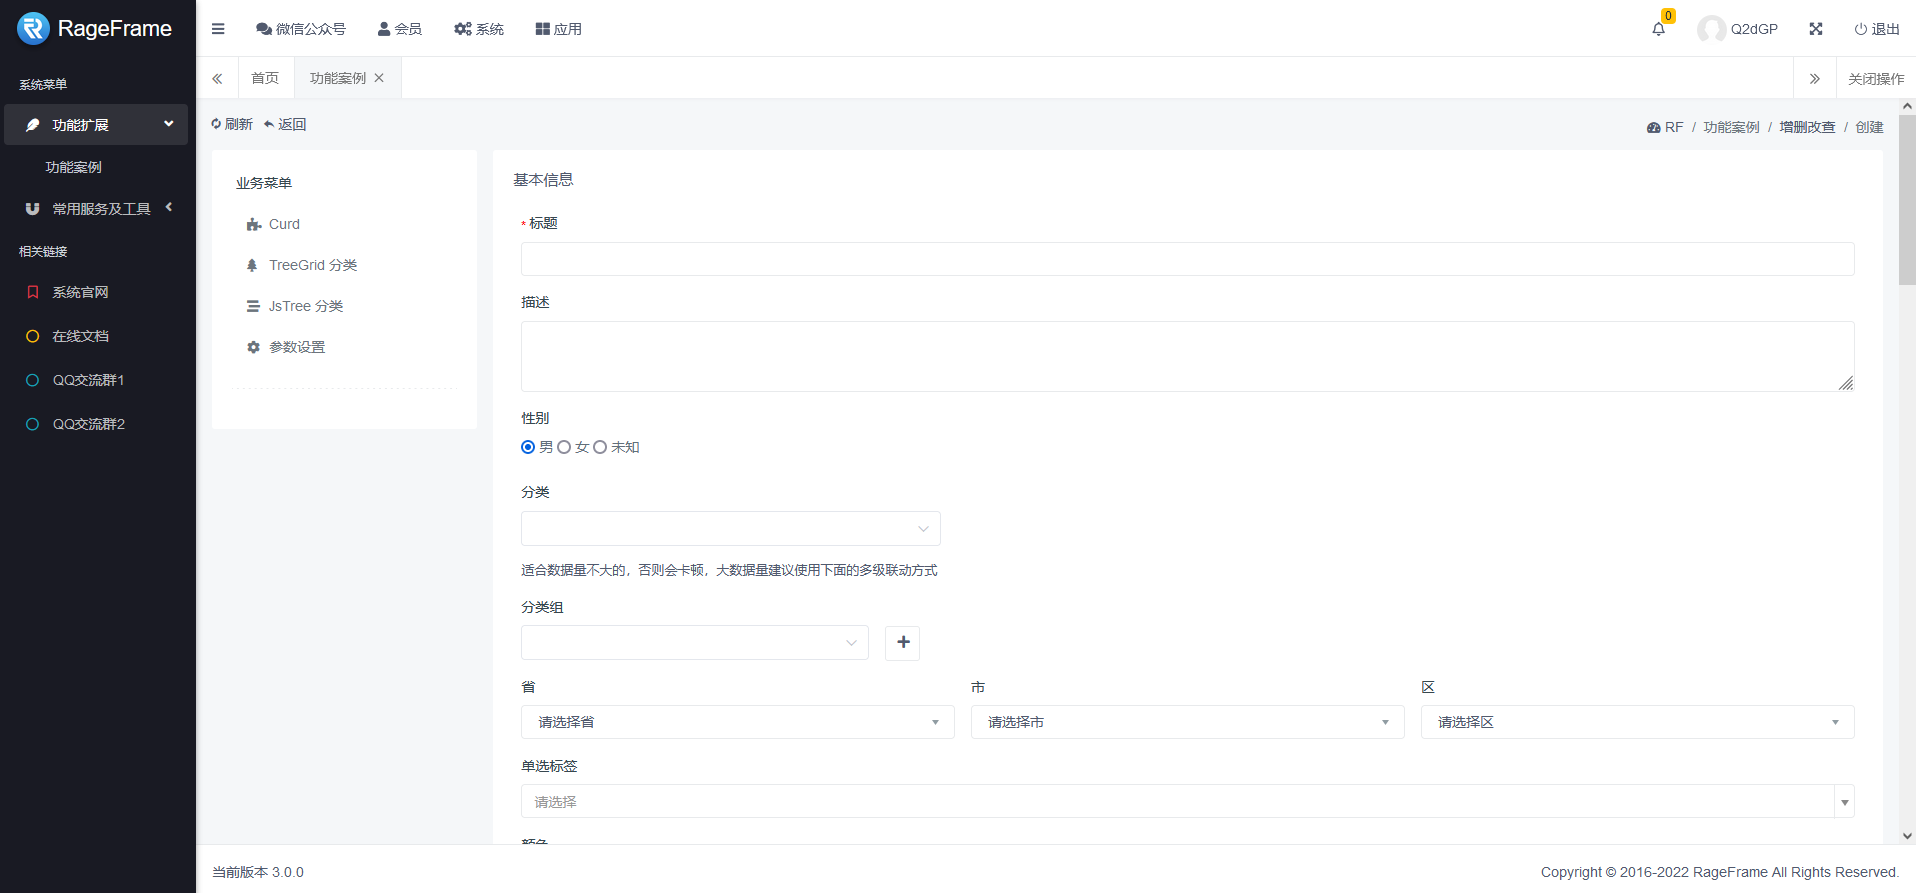 RageFrame
微信公众号 会员 系统 应用
0
Q2dGP
退出
首页 功能案例
关闭操作
系统菜单
功能扩展
功能案例
常用服务及工具
相关链接
系统官网
在线文档
QQ交流群1
QQ交流群2
刷新 返回
RF / 功能案例 / 增删改查 / 创建
业务菜单
Curd
TreeGrid 分类
JsTree 分类
参数设置
基本信息
* 标题
描述
性别
男 女 未知
分类
适合数据量不大的，否则会卡顿，大数据量建议使用下面的多级联动方式
分类组
省 市 区
请选择省 请选择市 请选择区
单选标签
请选择
颜色
当前版本 3.0.0
Copyright © 2016-2022 RageFrame All Rights Reserved.